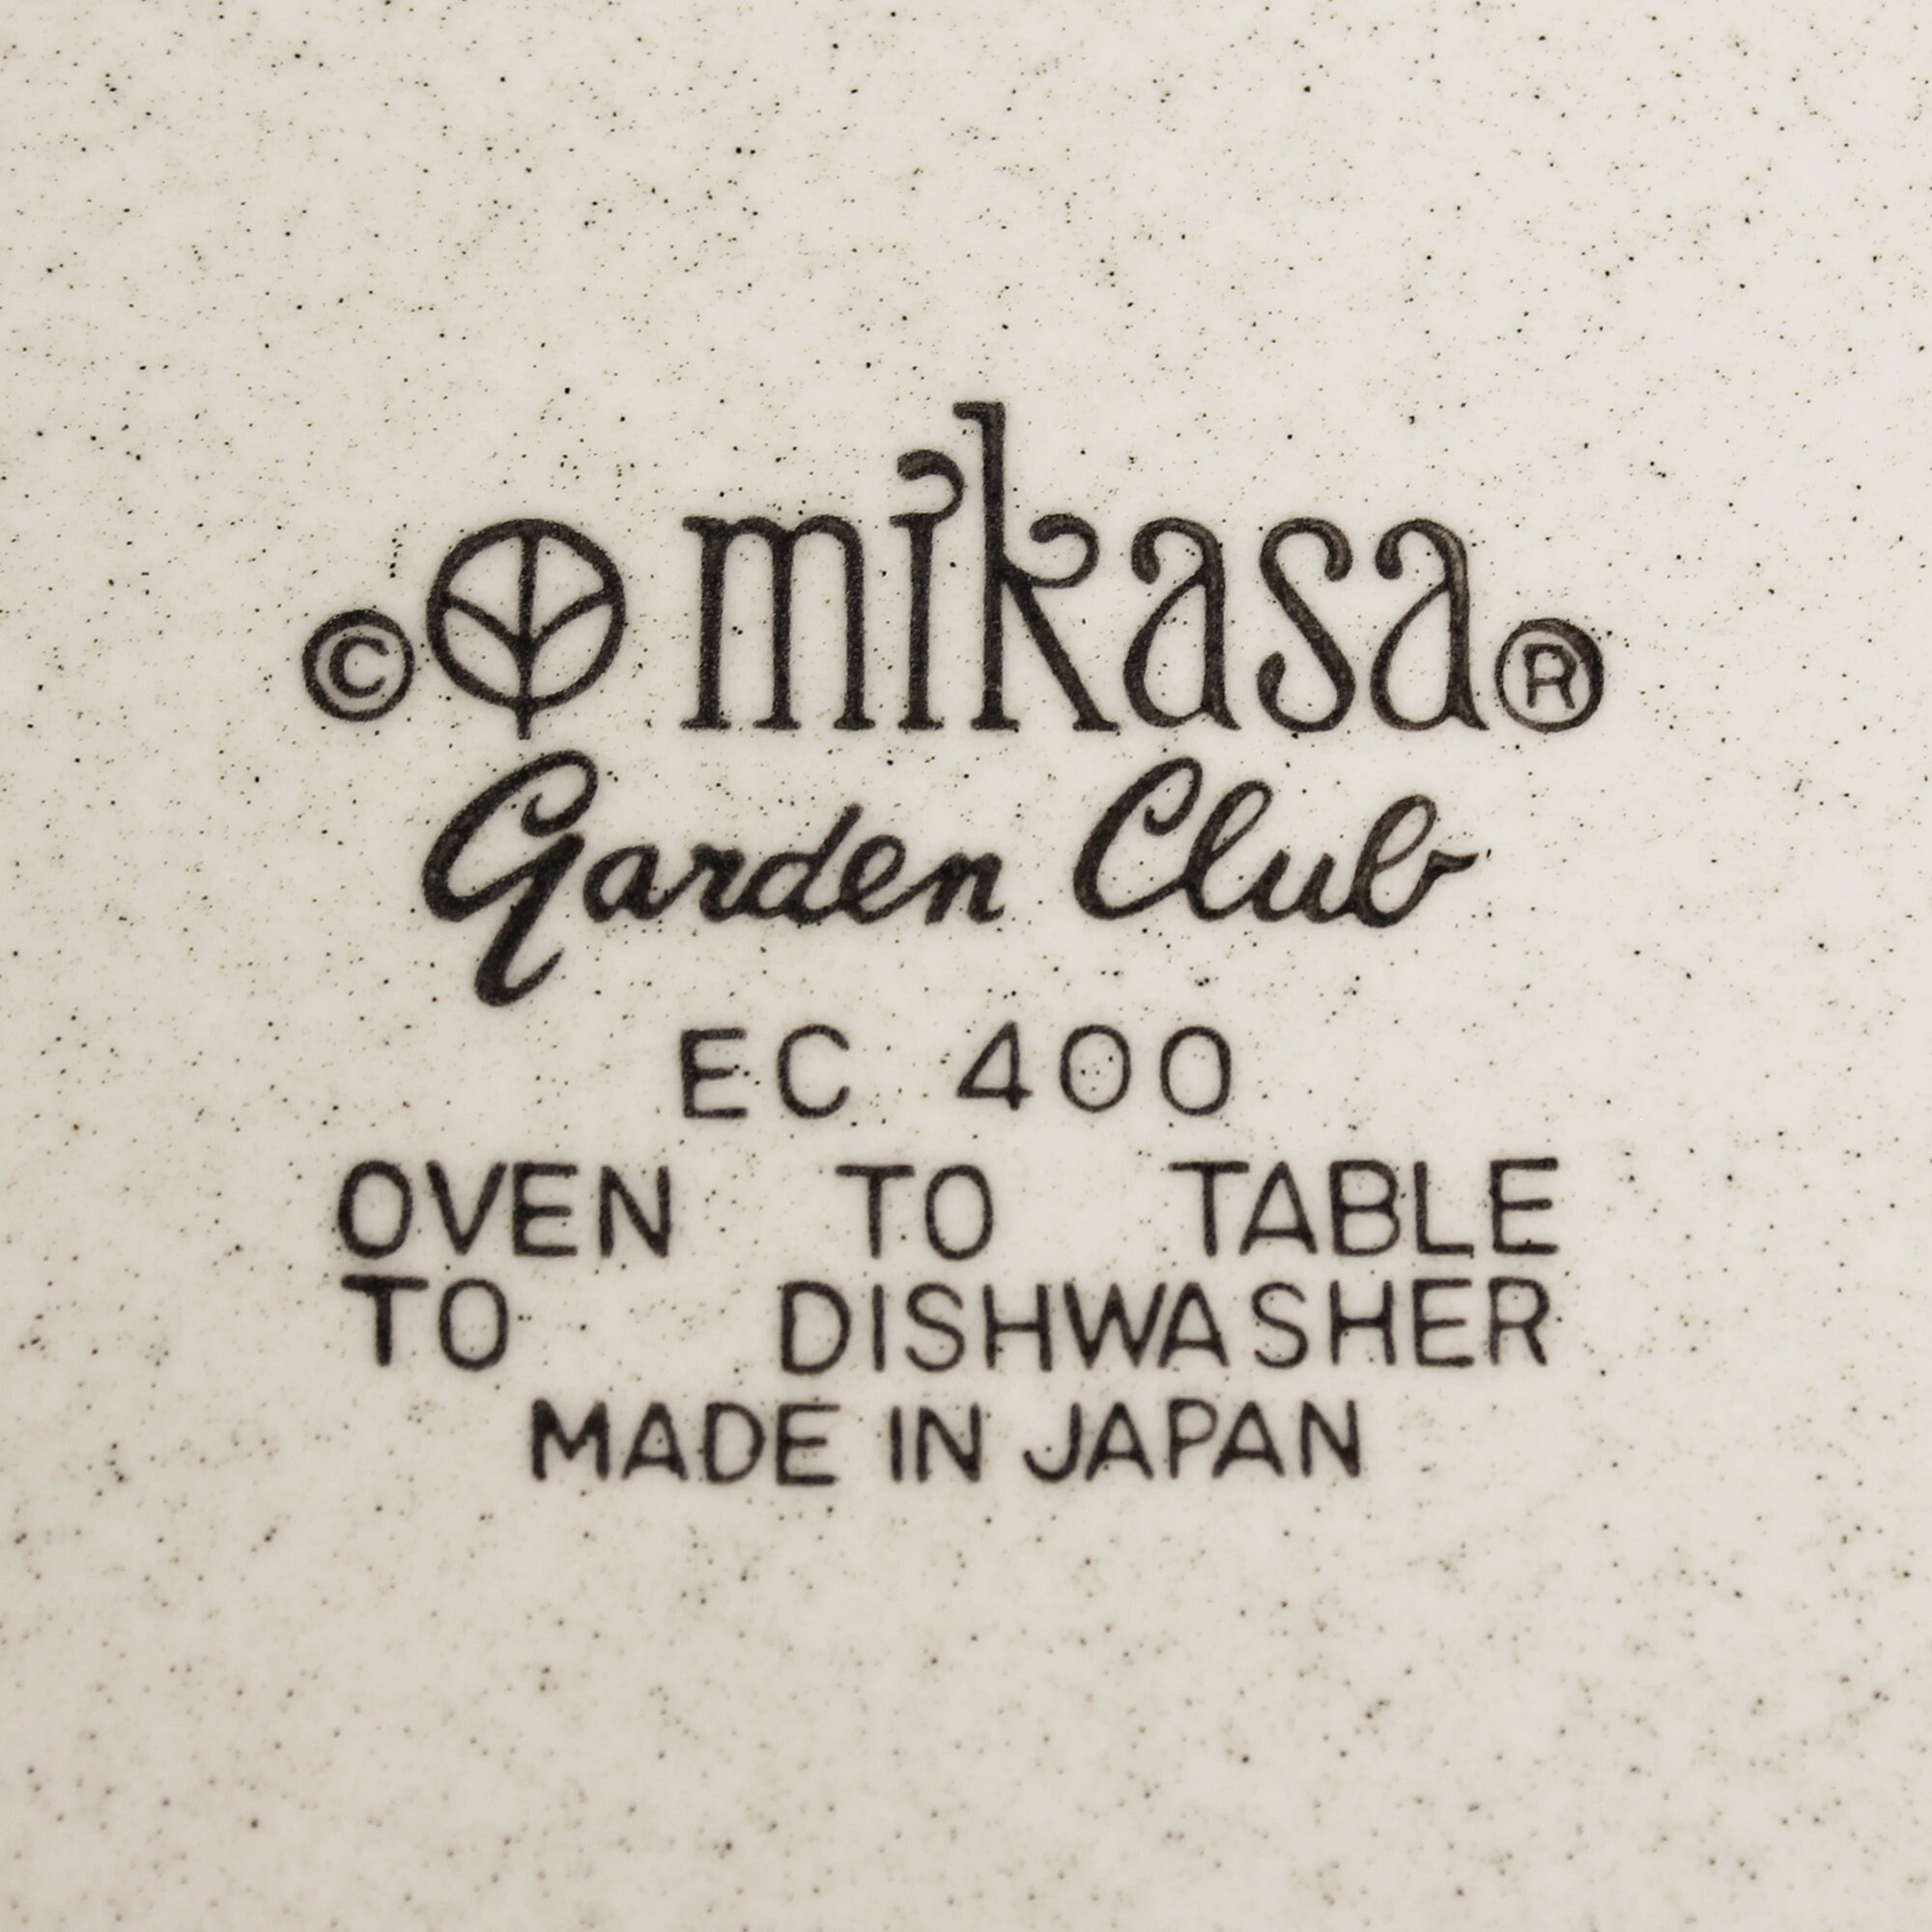 © mikasa ®
Garden Club
EC 400
OVEN TO TABLE
TO DISHWASHER
MADE IN JAPAN